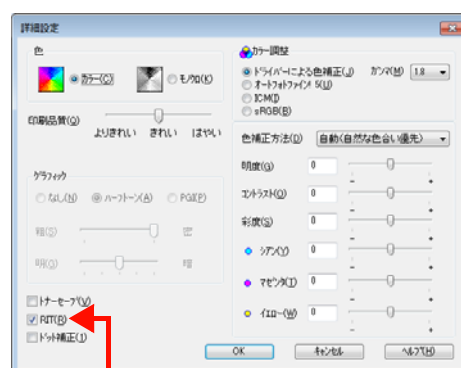 詳細設定
色
カラー(C)
モノクロ(K)
印刷品質(Q)
よりきれい きれい はやい
グラフィック
なし(N) ハーフトーン(A) PGI(P)
粗(S) 密
明(G) 暗
トナーセーブ(V)
RIT(R)
ドット補正(1)
カラー調整
ドライバーによる色補正(J) ガンマ(M) 1.8
オートフォトファイン!5(U)
ICM(I)
sRGB(B)
色補正方法(D) 自動(自然な色合い優先)
明度(G) 0
- +
コントラスト(O) 0
- +
彩度(S) 0
- +
シアン(Y) 0
- +
マゼンタ(T) 0
- +
イエロー(W) 0
- +
OK キャンセル ヘルプ(H)